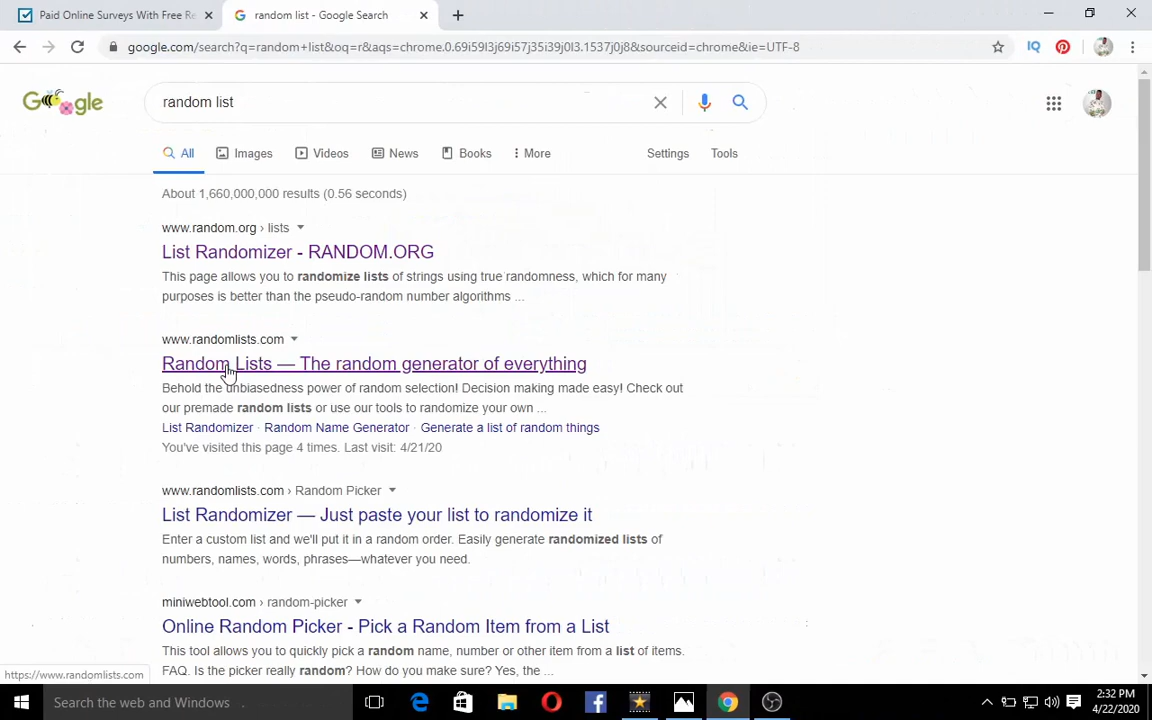 Paid Online Surveys With Free Re
random list - Google Search
google.com/search?q=random+list&oq=r&aqs=chrome.0.69i59l3j69i57j35i39j0l3.1537j0j8&sourceid=chrome&ie=UTF-8
IQ
Google
random list
All
Images
Videos
News
Books
More
Settings
Tools
About 1,660,000,000 results (0.56 seconds)
www.random.org › lists
List Randomizer - RANDOM.ORG
This page allows you to randomize lists of strings using true randomness, which for many
purposes is better than the pseudo-random number algorithms ...
www.randomlists.com
Random Lists — The random generator of everything
Behold the unbiasedness power of random selection! Decision making made easy! Check out
our premade random lists or use our tools to randomize your own ...
List Randomizer · Random Name Generator · Generate a list of random things
You've visited this page 4 times. Last visit: 4/21/20
www.randomlists.com › Random Picker
List Randomizer — Just paste your list to randomize it
Enter a custom list and we'll put it in a random order. Easily generate randomized lists of
numbers, names, words, phrases—whatever you need.
miniwebtool.com › random-picker
Online Random Picker - Pick a Random Item from a List
This tool allows you to quickly pick a random name, number or other item from a list of items.
FAQ. Is the picker really random? How do you make sure? Yes, the ...
https://www.randomlists.com
Search the web and Windows
2:32 PM
4/22/2020